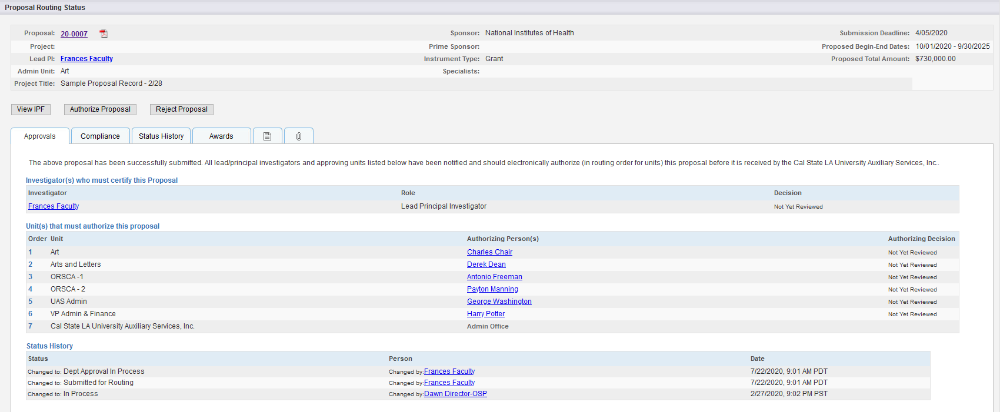 Proposal Routing Status
Proposal: 20-0007 Sponsor: National Institutes of Health Submission Deadline: 4/05/2020
Project: Prime Sponsor: Proposed Begin-End Dates: 10/01/2020 - 9/30/2025
Lead PI: Frances Faculty Instrument Type: Grant Proposed Total Amount: $730,000.00
Admin Unit: Art Specialists:
Project Title: Sample Proposal Record - 2/28
View IPF Authorize Proposal Reject Proposal
Approvals Compliance Status History Awards
The above proposal has been successfully submitted. All lead/principal investigators and approving units listed below have been notified and should electronically authorize (in routing order for units) this proposal before it is received by the Cal State LA University Auxiliary Services, Inc..
Investigator(s) who must certify this Proposal
Investigator Role Decision
Frances Faculty Lead Principal Investigator Not Yet Reviewed
Unit(s) that must authorize this proposal
Order Unit Authorizing Person(s) Authorizing Decision
1 Art Charles Chair Not Yet Reviewed
2 Arts and Letters Derek Dean Not Yet Reviewed
3 ORSCA -1 Antonio Freeman Not Yet Reviewed
4 ORSCA - 2 Payton Manning Not Yet Reviewed
5 UAS Admin George Washington Not Yet Reviewed
6 VP Admin & Finance Harry Potter Not Yet Reviewed
7 Cal State LA University Auxiliary Services, Inc. Admin Office
Status History
Status Person Date
Changed to: Dept Approval In Process Changed by:Frances Faculty 7/22/2020, 9:01 AM PDT
Changed to: Submitted for Routing Changed by:Frances Faculty 7/22/2020, 9:01 AM PDT
Changed to: In Process Changed by:Dawn Director-OSP 2/27/2020, 9:02 PM PST